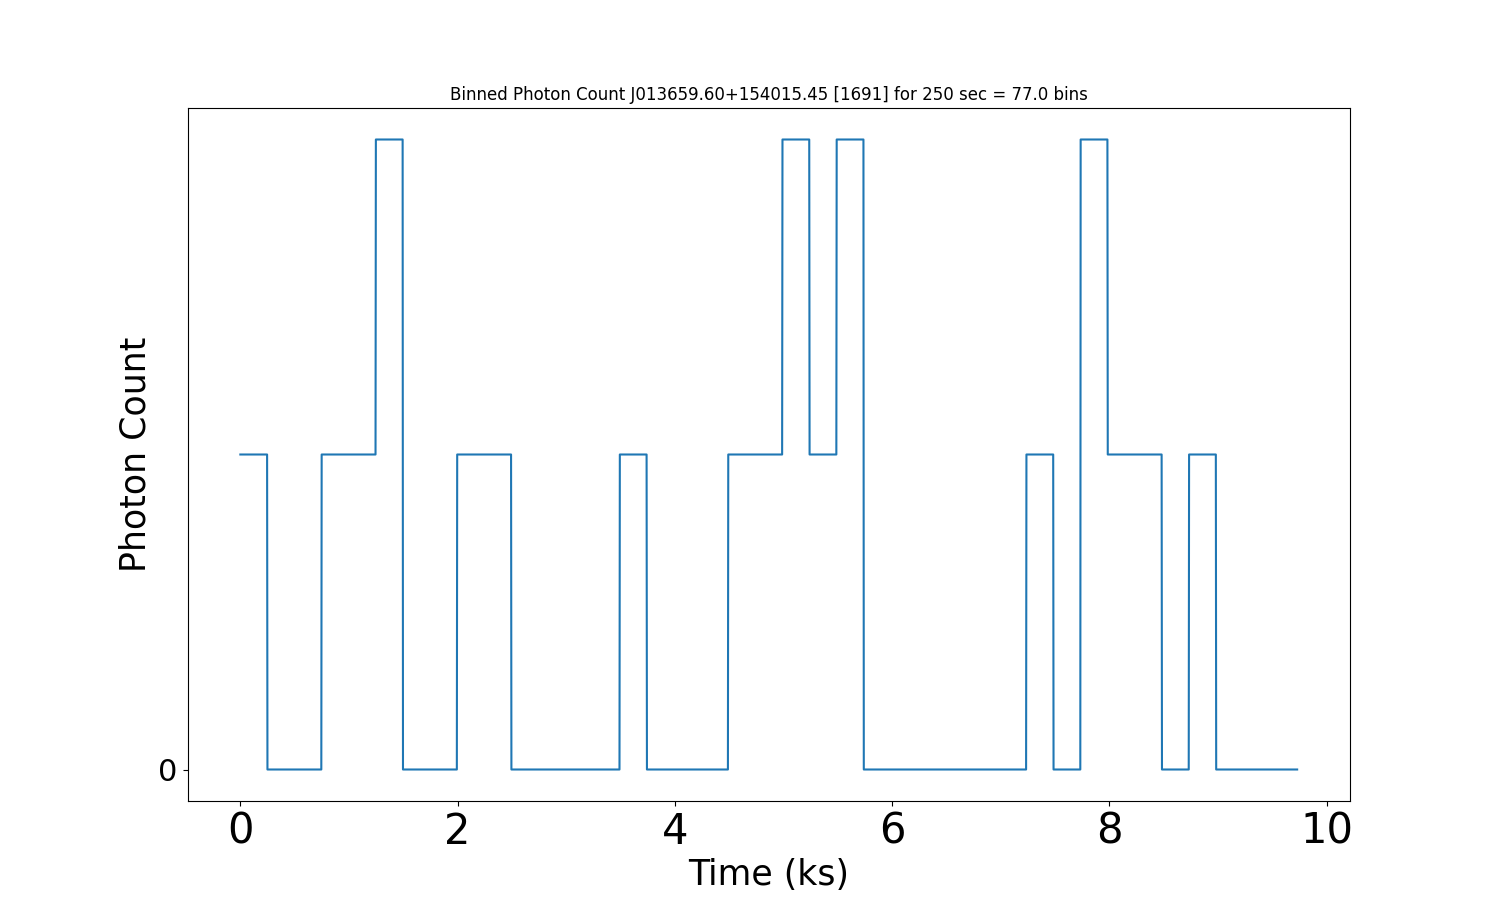 Binned Photon Count J013659.60+154015.45 [1691] for 250 sec = 77.0 bins
Photon Count
0
0 2 4 6 8 10
Time (ks)